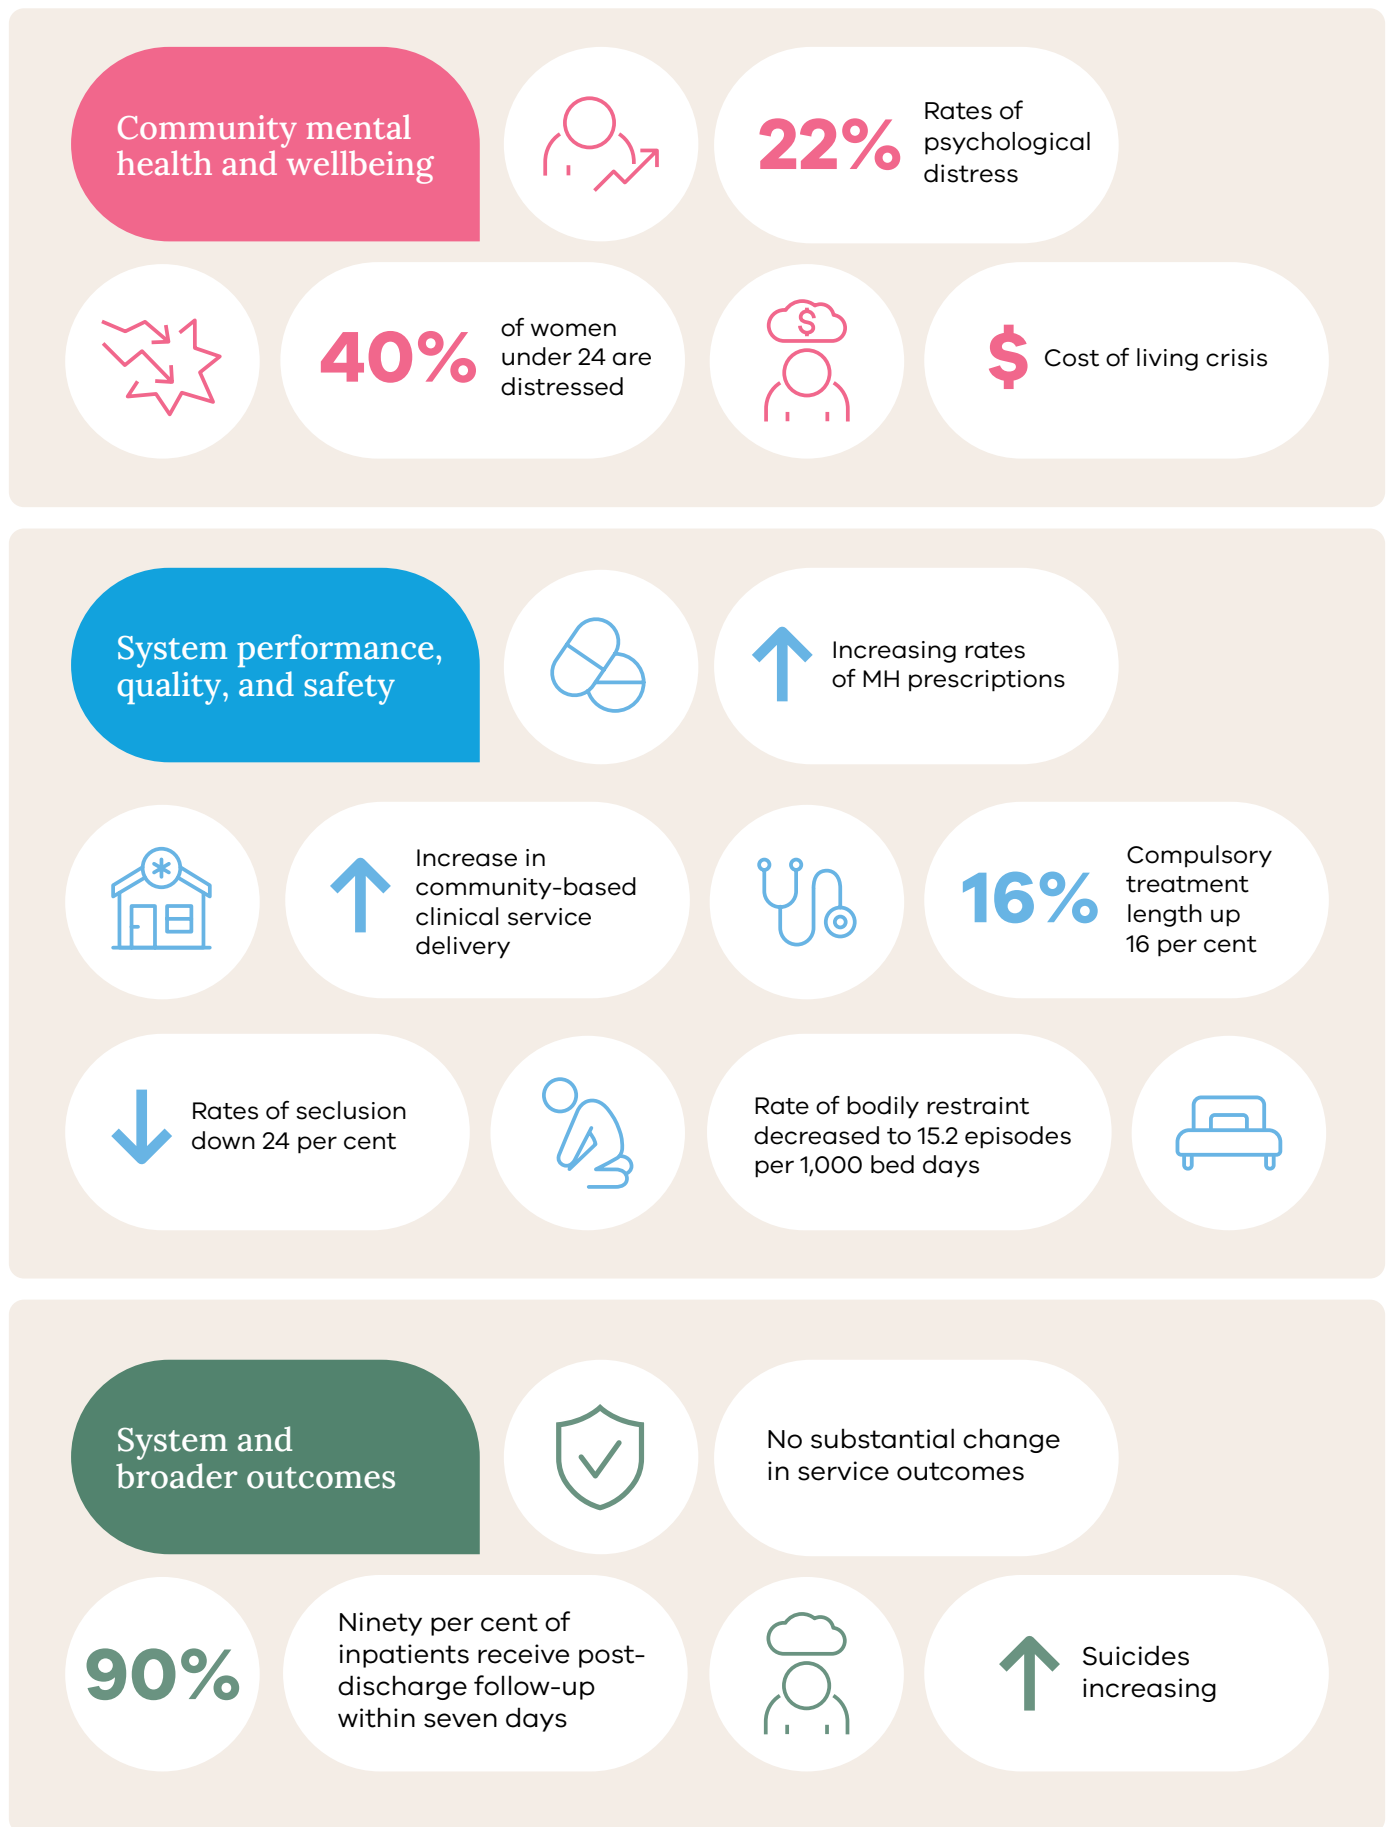 Community mental
health and wellbeing
22%
Rates of
psychological
distress
40%
of women
under 24 are
distressed
$
$
Cost of living crisis
System performance,
quality, and safety
Increasing rates
of MH prescriptions
Increase in
community-based
clinical service
delivery
16%
Compulsory
treatment
length up
16 per cent
Rates of seclusion
down 24 per cent
Rate of bodily restraint
decreased to 15.2 episodes
per 1,000 bed days
System and
broader outcomes
No substantial change
in service outcomes
90%
Ninety per cent of
inpatients receive post-
discharge follow-up
within seven days
Suicides
increasing